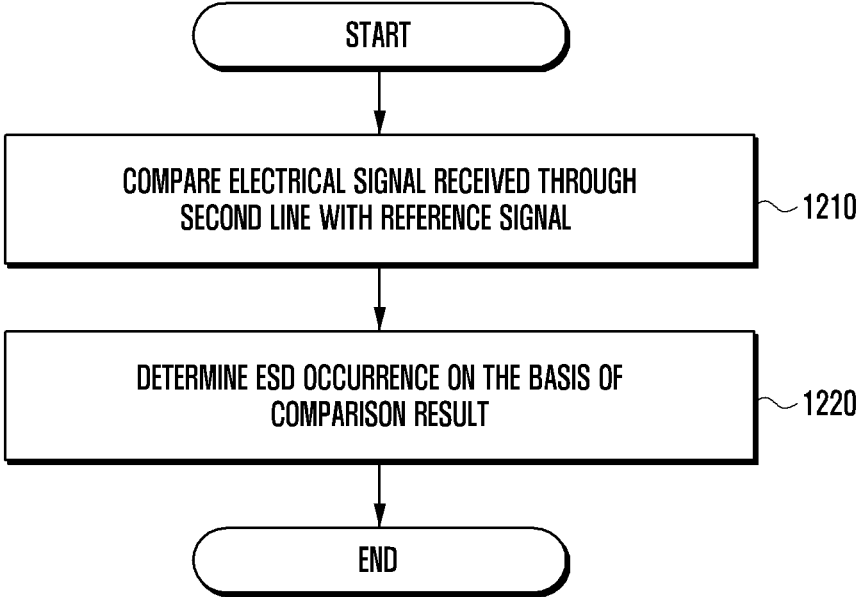 START
COMPARE ELECTRICAL SIGNAL RECEIVED THROUGH
SECOND LINE WITH REFERENCE SIGNAL
1210
DETERMINE ESD OCCURRENCE ON THE BASIS OF
COMPARISON RESULT
1220
END